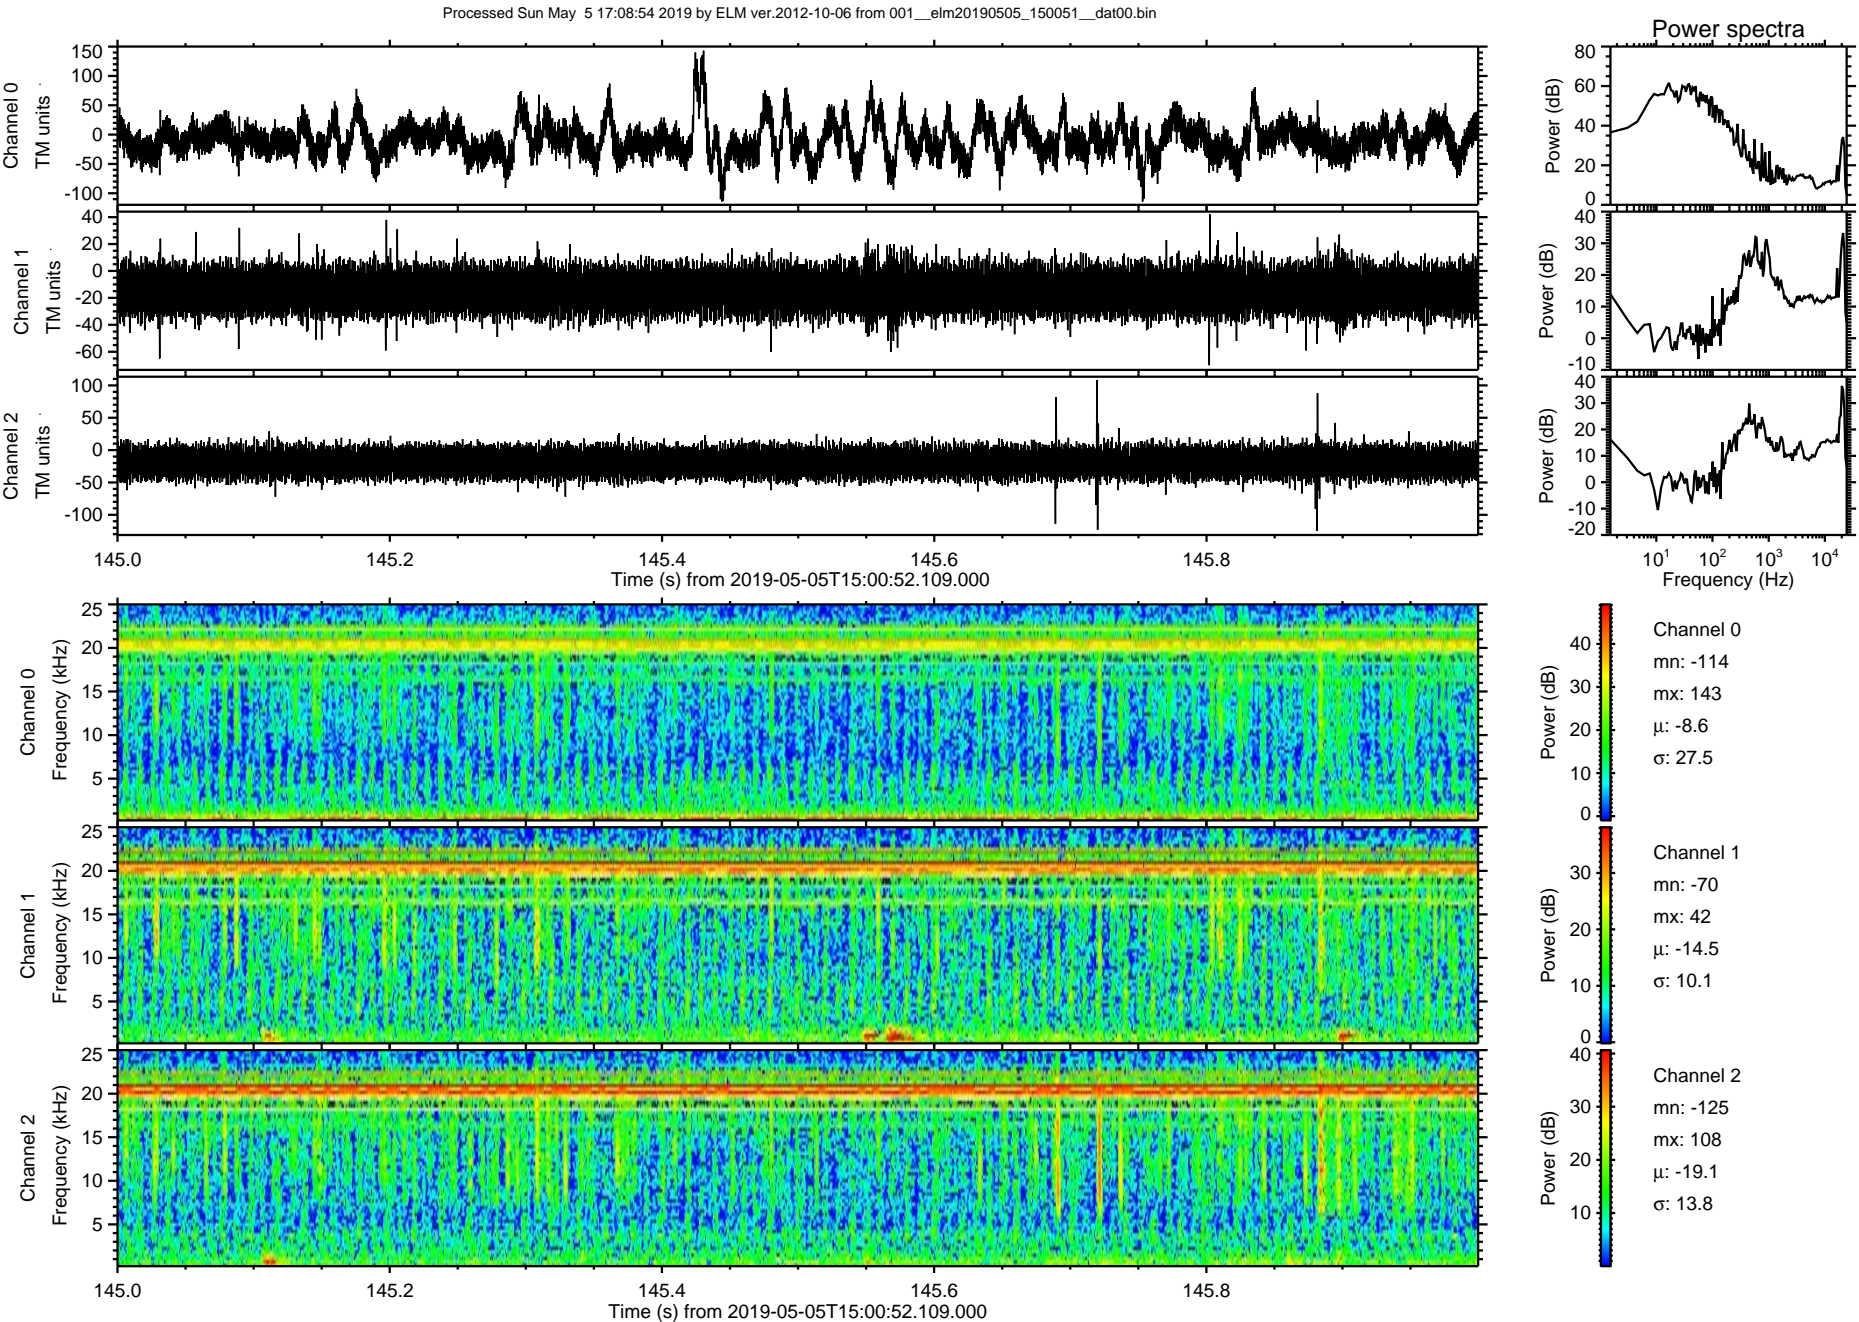 Processed Sun May  5 17:08:54 2019 by ELM ver.2012-10-06 from 001__elm20190505_150051__dat00.bin
Power spectra
Channel 0
TM units
150
100
50
0
-50
-100
Power (dB)
80
60
40
20
0
Channel 1
TM units
40
20
0
-20
-40
-60
Power (dB)
40
30
20
10
0
-10
Channel 2
TM units
100
50
0
-50
-100
Power (dB)
40
30
20
10
0
-10
-20
145.0 145.2 145.4 145.6 145.8
Time (s) from 2019-05-05T15:00:52.109.000
10¹ 10² 10³ 10⁴
Frequency (Hz)
Channel 0
Frequency (kHz)
25
20
15
10
5
Power (dB)
40
30
20
10
0
Channel 0
mn: -114
mx: 143
μ: -8.6
σ: 27.5
Channel 1
Frequency (kHz)
25
20
15
10
5
Power (dB)
30
20
10
0
Channel 1
mn: -70
mx: 42
μ: -14.5
σ: 10.1
Channel 2
Frequency (kHz)
25
20
15
10
5
Power (dB)
40
30
20
10
Channel 2
mn: -125
mx: 108
μ: -19.1
σ: 13.8
145.0 145.2 145.4 145.6 145.8
Time (s) from 2019-05-05T15:00:52.109.000